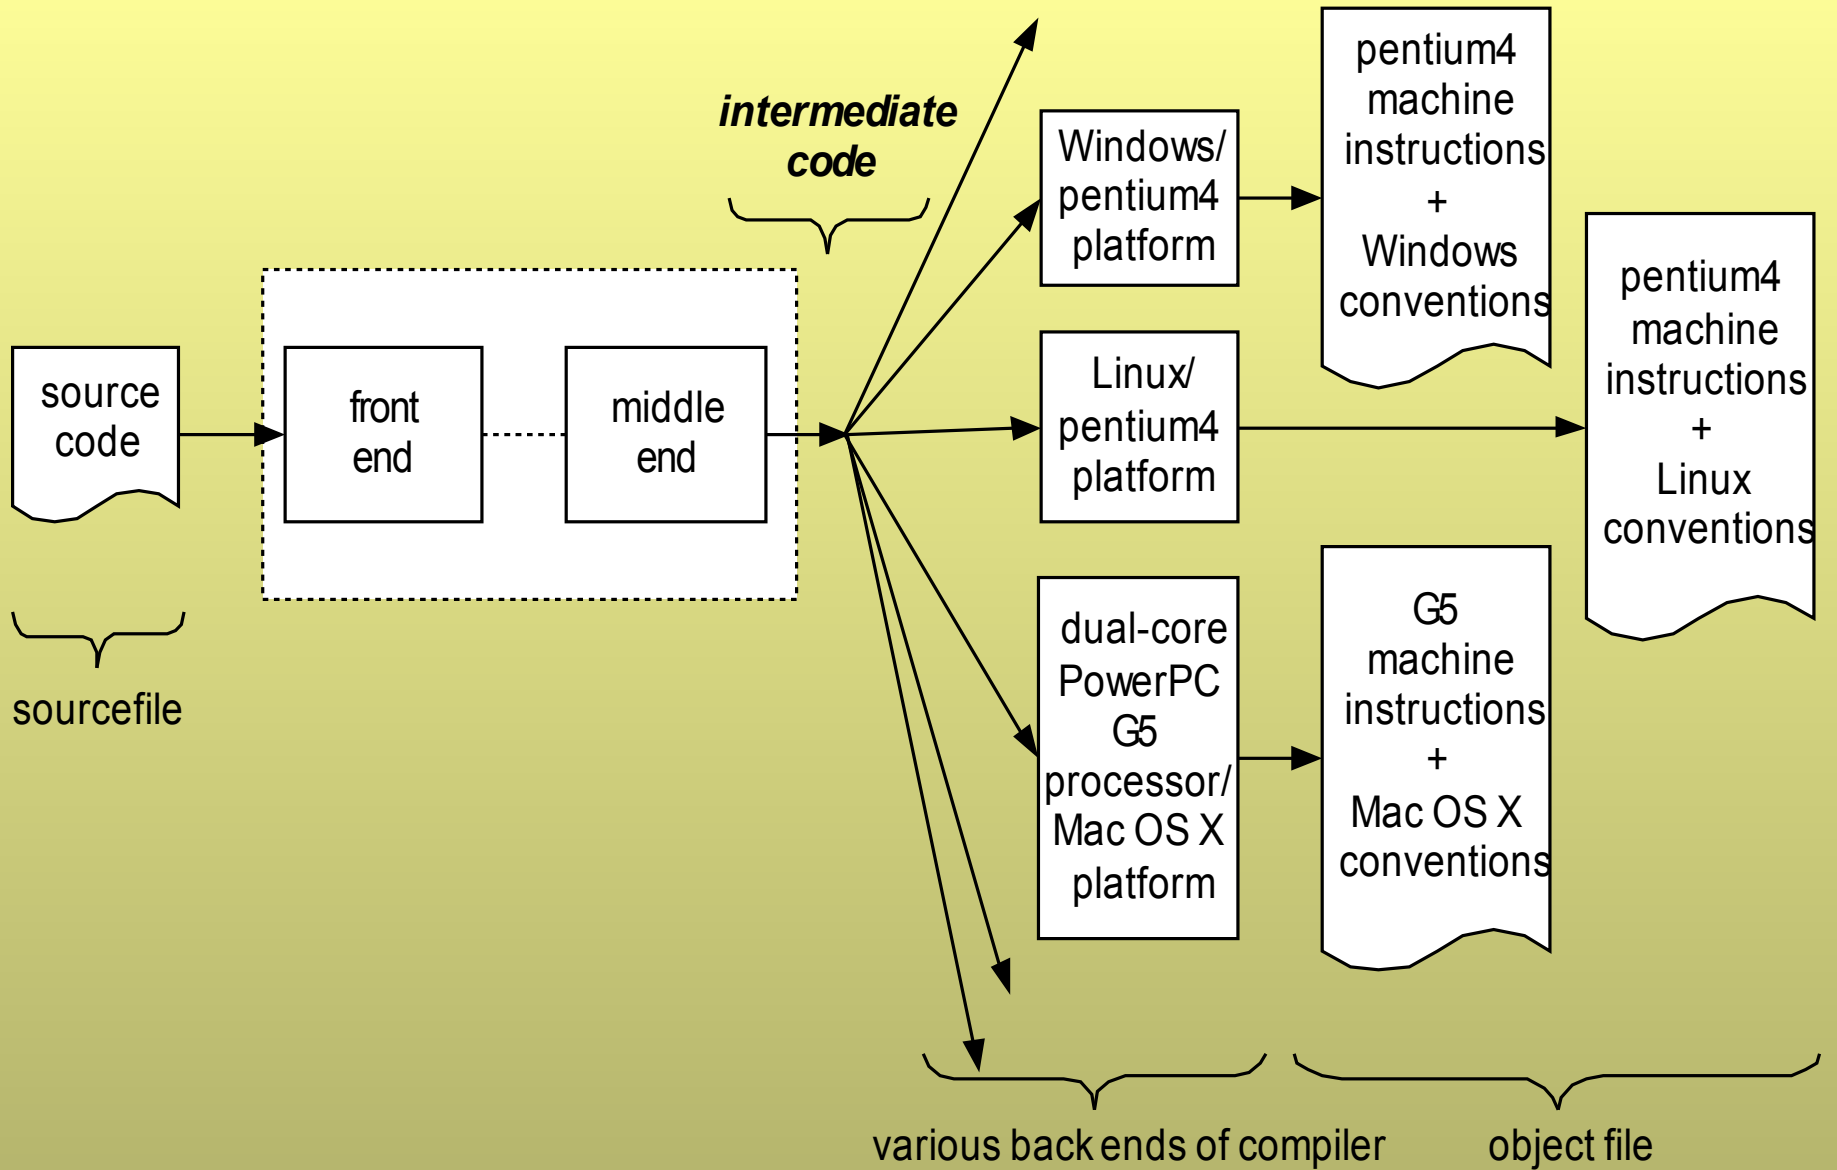 source
code
sourcefile
front
end
middle
end
intermediate
code
Windows/
pentium4
platform
Linux/
pentium4
platform
dual-core
PowerPC
G5
processor/
Mac OS X
platform
pentium4
machine
instructions
+
Windows
conventions
pentium4
machine
instructions
+
Linux
conventions
G5
machine
instructions
+
Mac OS X
conventions
various back ends of compiler
object file